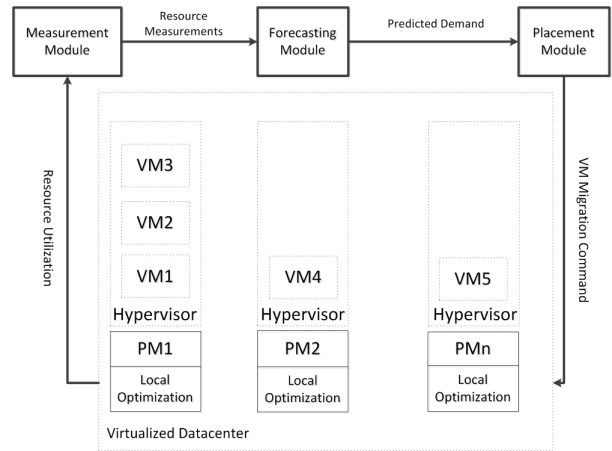 Measurement
Module
Resource
Measurements
Forecasting
Module
Predicted Demand
Placement
Module
Resource Utilization
VM Migration Command
VM3
VM2
VM1
Hypervisor
PM1
Local
Optimization
VM4
Hypervisor
PM2
Local
Optimization
VM5
Hypervisor
PMn
Local
Optimization
Virtualized Datacenter